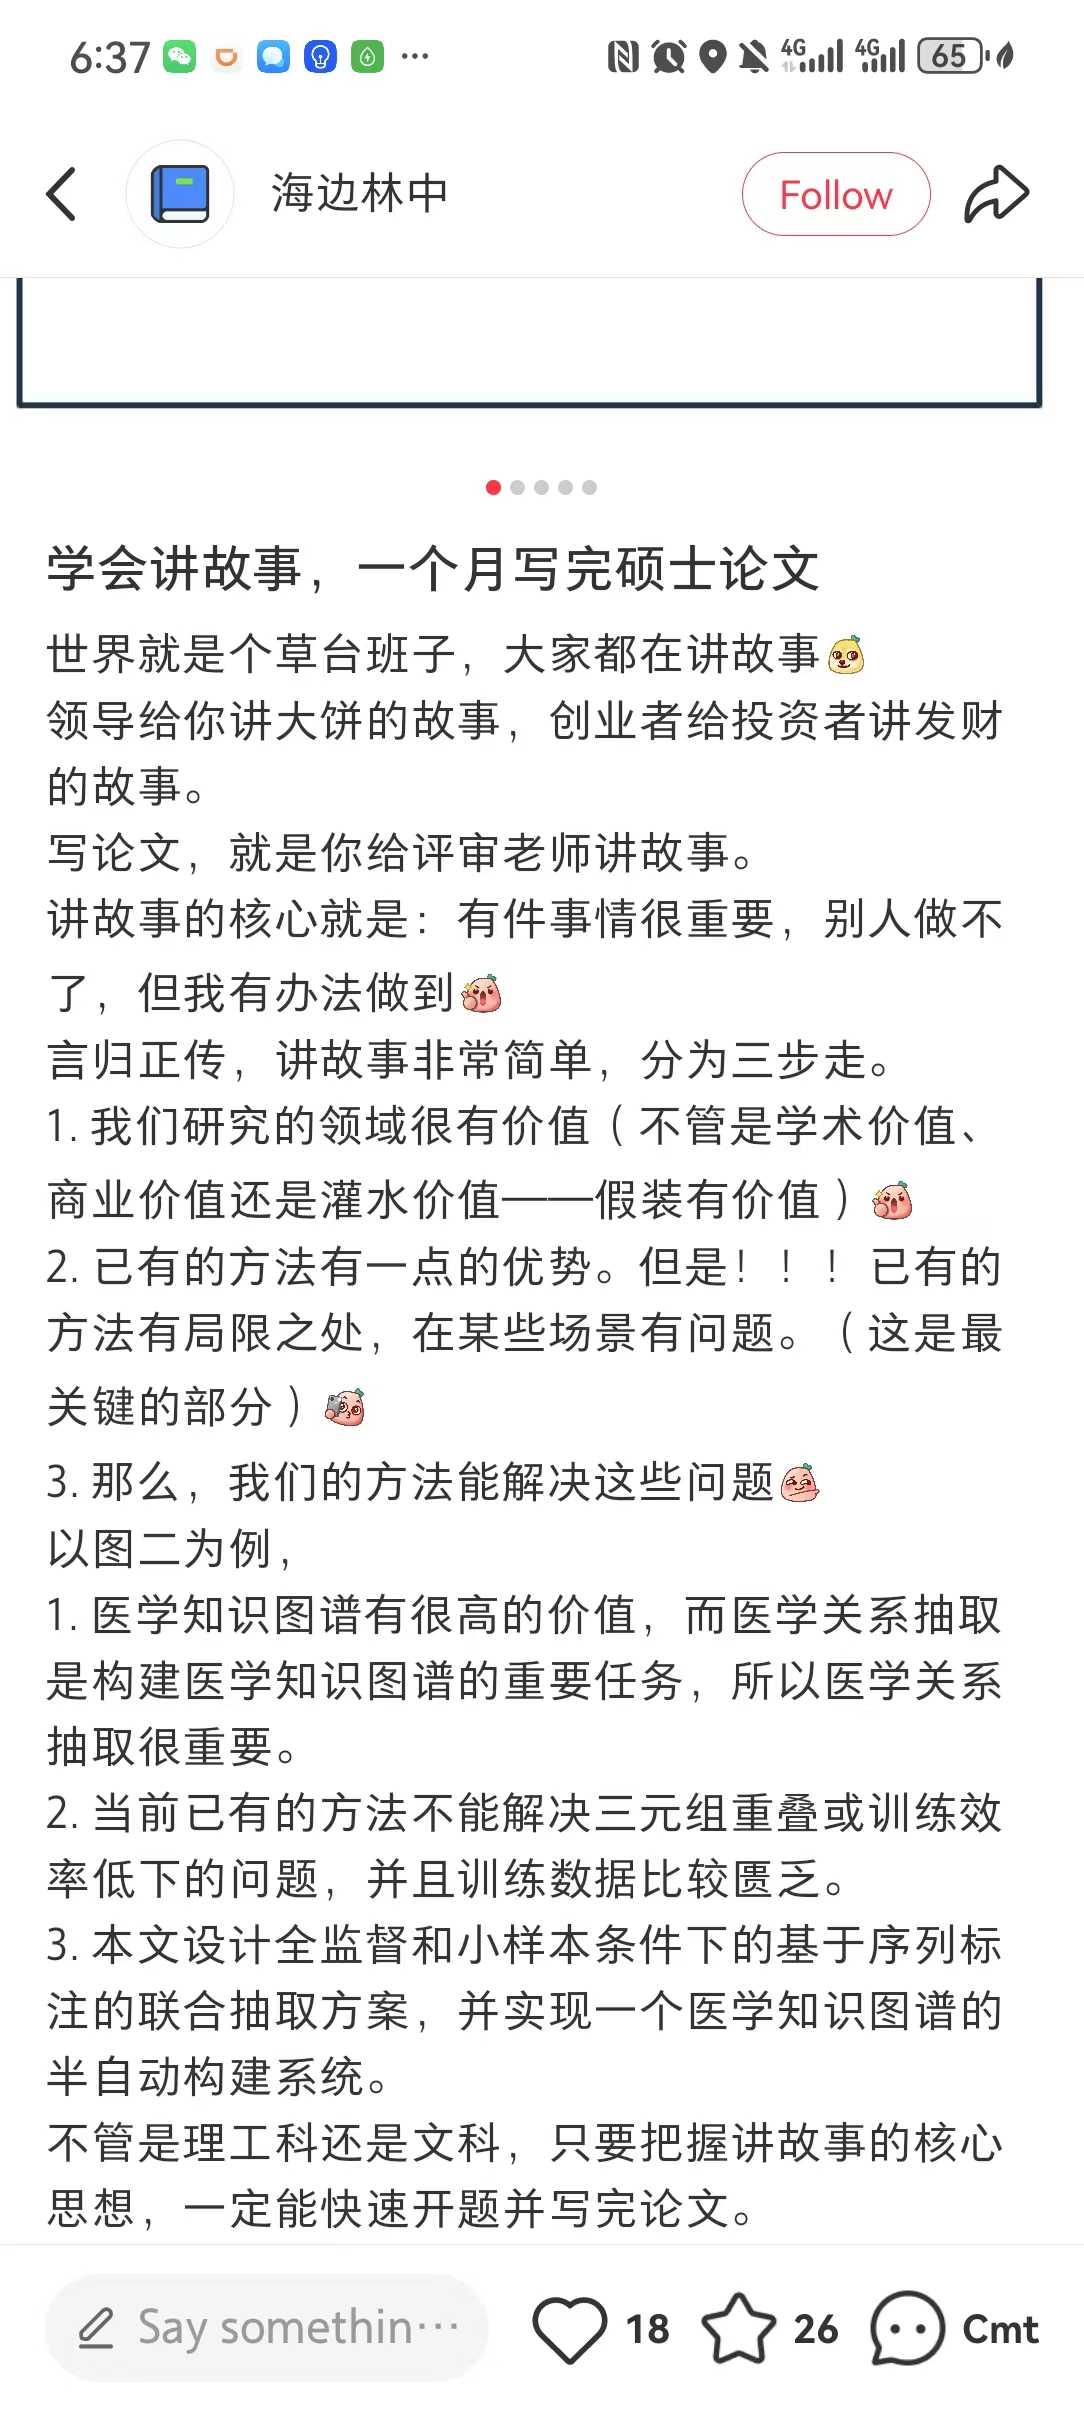 6:37
4G 4G 65
海边林中
Follow
学会讲故事，一个月写完硕士论文
世界就是个草台班子，大家都在讲故事
领导给你讲大饼的故事，创业者给投资者讲发财
的故事。
写论文，就是你给评审老师讲故事。
讲故事的核心就是：有件事情很重要，别人做不
了，但我有办法做到
言归正传，讲故事非常简单，分为三步走。
1. 我们研究的领域很有价值（不管是学术价值、
商业价值还是灌水价值——假装有价值）
2. 已有的方法有一点的优势。但是！！！已有的
方法有局限之处，在某些场景有问题。（这是最
关键的部分）
3. 那么，我们的方法能解决这些问题
以图二为例，
1. 医学知识图谱有很高的价值，而医学关系抽取
是构建医学知识图谱的重要任务，所以医学关系
抽取很重要。
2. 当前已有的方法不能解决三元组重叠或训练效
率低下的问题，并且训练数据比较匮乏。
3. 本文设计全监督和小样本条件下的基于序列标
注的联合抽取方案，并实现一个医学知识图谱的
半自动构建系统。
不管是理工科还是文科，只要把握讲故事的核心
思想，一定能快速开题并写完论文。
Say somethin···
18
26
Cmt